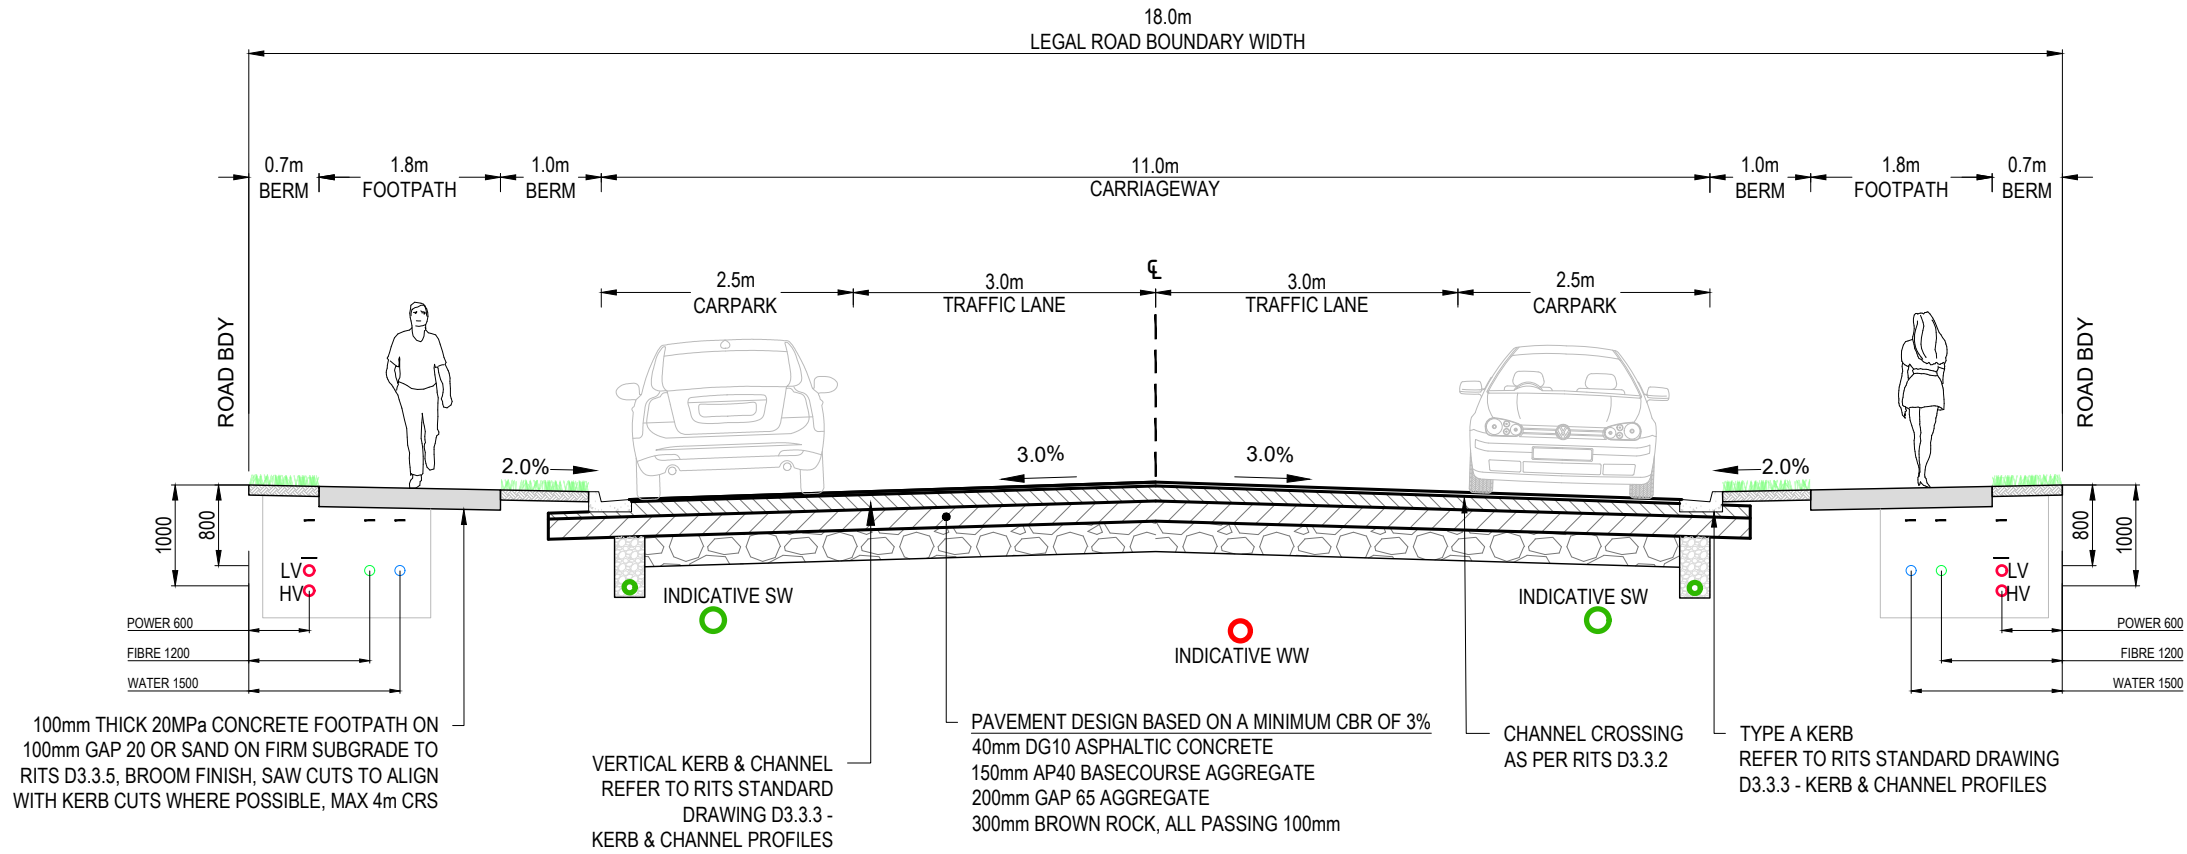 18.0m
LEGAL ROAD BOUNDARY WIDTH
0.7m
BERM
1.8m
FOOTPATH
1.0m
BERM
11.0m
CARRIAGEWAY
1.0m
BERM
1.8m
FOOTPATH
0.7m
BERM
2.5m
CARPARK
3.0m
TRAFFIC LANE
℄
3.0m
TRAFFIC LANE
2.5m
CARPARK
ROAD BDY
ROAD BDY
2.0%
3.0%
3.0%
2.0%
1000
800
800
1000
LV
HV
LV
HV
INDICATIVE SW
INDICATIVE SW
INDICATIVE WW
POWER 600
FIBRE 1200
WATER 1500
POWER 600
FIBRE 1200
WATER 1500
100mm THICK 20MPa CONCRETE FOOTPATH ON
100mm GAP 20 OR SAND ON FIRM SUBGRADE TO
RITS D3.3.5, BROOM FINISH, SAW CUTS TO ALIGN
WITH KERB CUTS WHERE POSSIBLE, MAX 4m CRS
VERTICAL KERB & CHANNEL
REFER TO RITS STANDARD
DRAWING D3.3.3 -
KERB & CHANNEL PROFILES
PAVEMENT DESIGN BASED ON A MINIMUM CBR OF 3%
40mm DG10 ASPHALTIC CONCRETE
150mm AP40 BASECOURSE AGGREGATE
200mm GAP 65 AGGREGATE
300mm BROWN ROCK, ALL PASSING 100mm
CHANNEL CROSSING
AS PER RITS D3.3.2
TYPE A KERB
REFER TO RITS STANDARD DRAWING
D3.3.3 - KERB & CHANNEL PROFILES